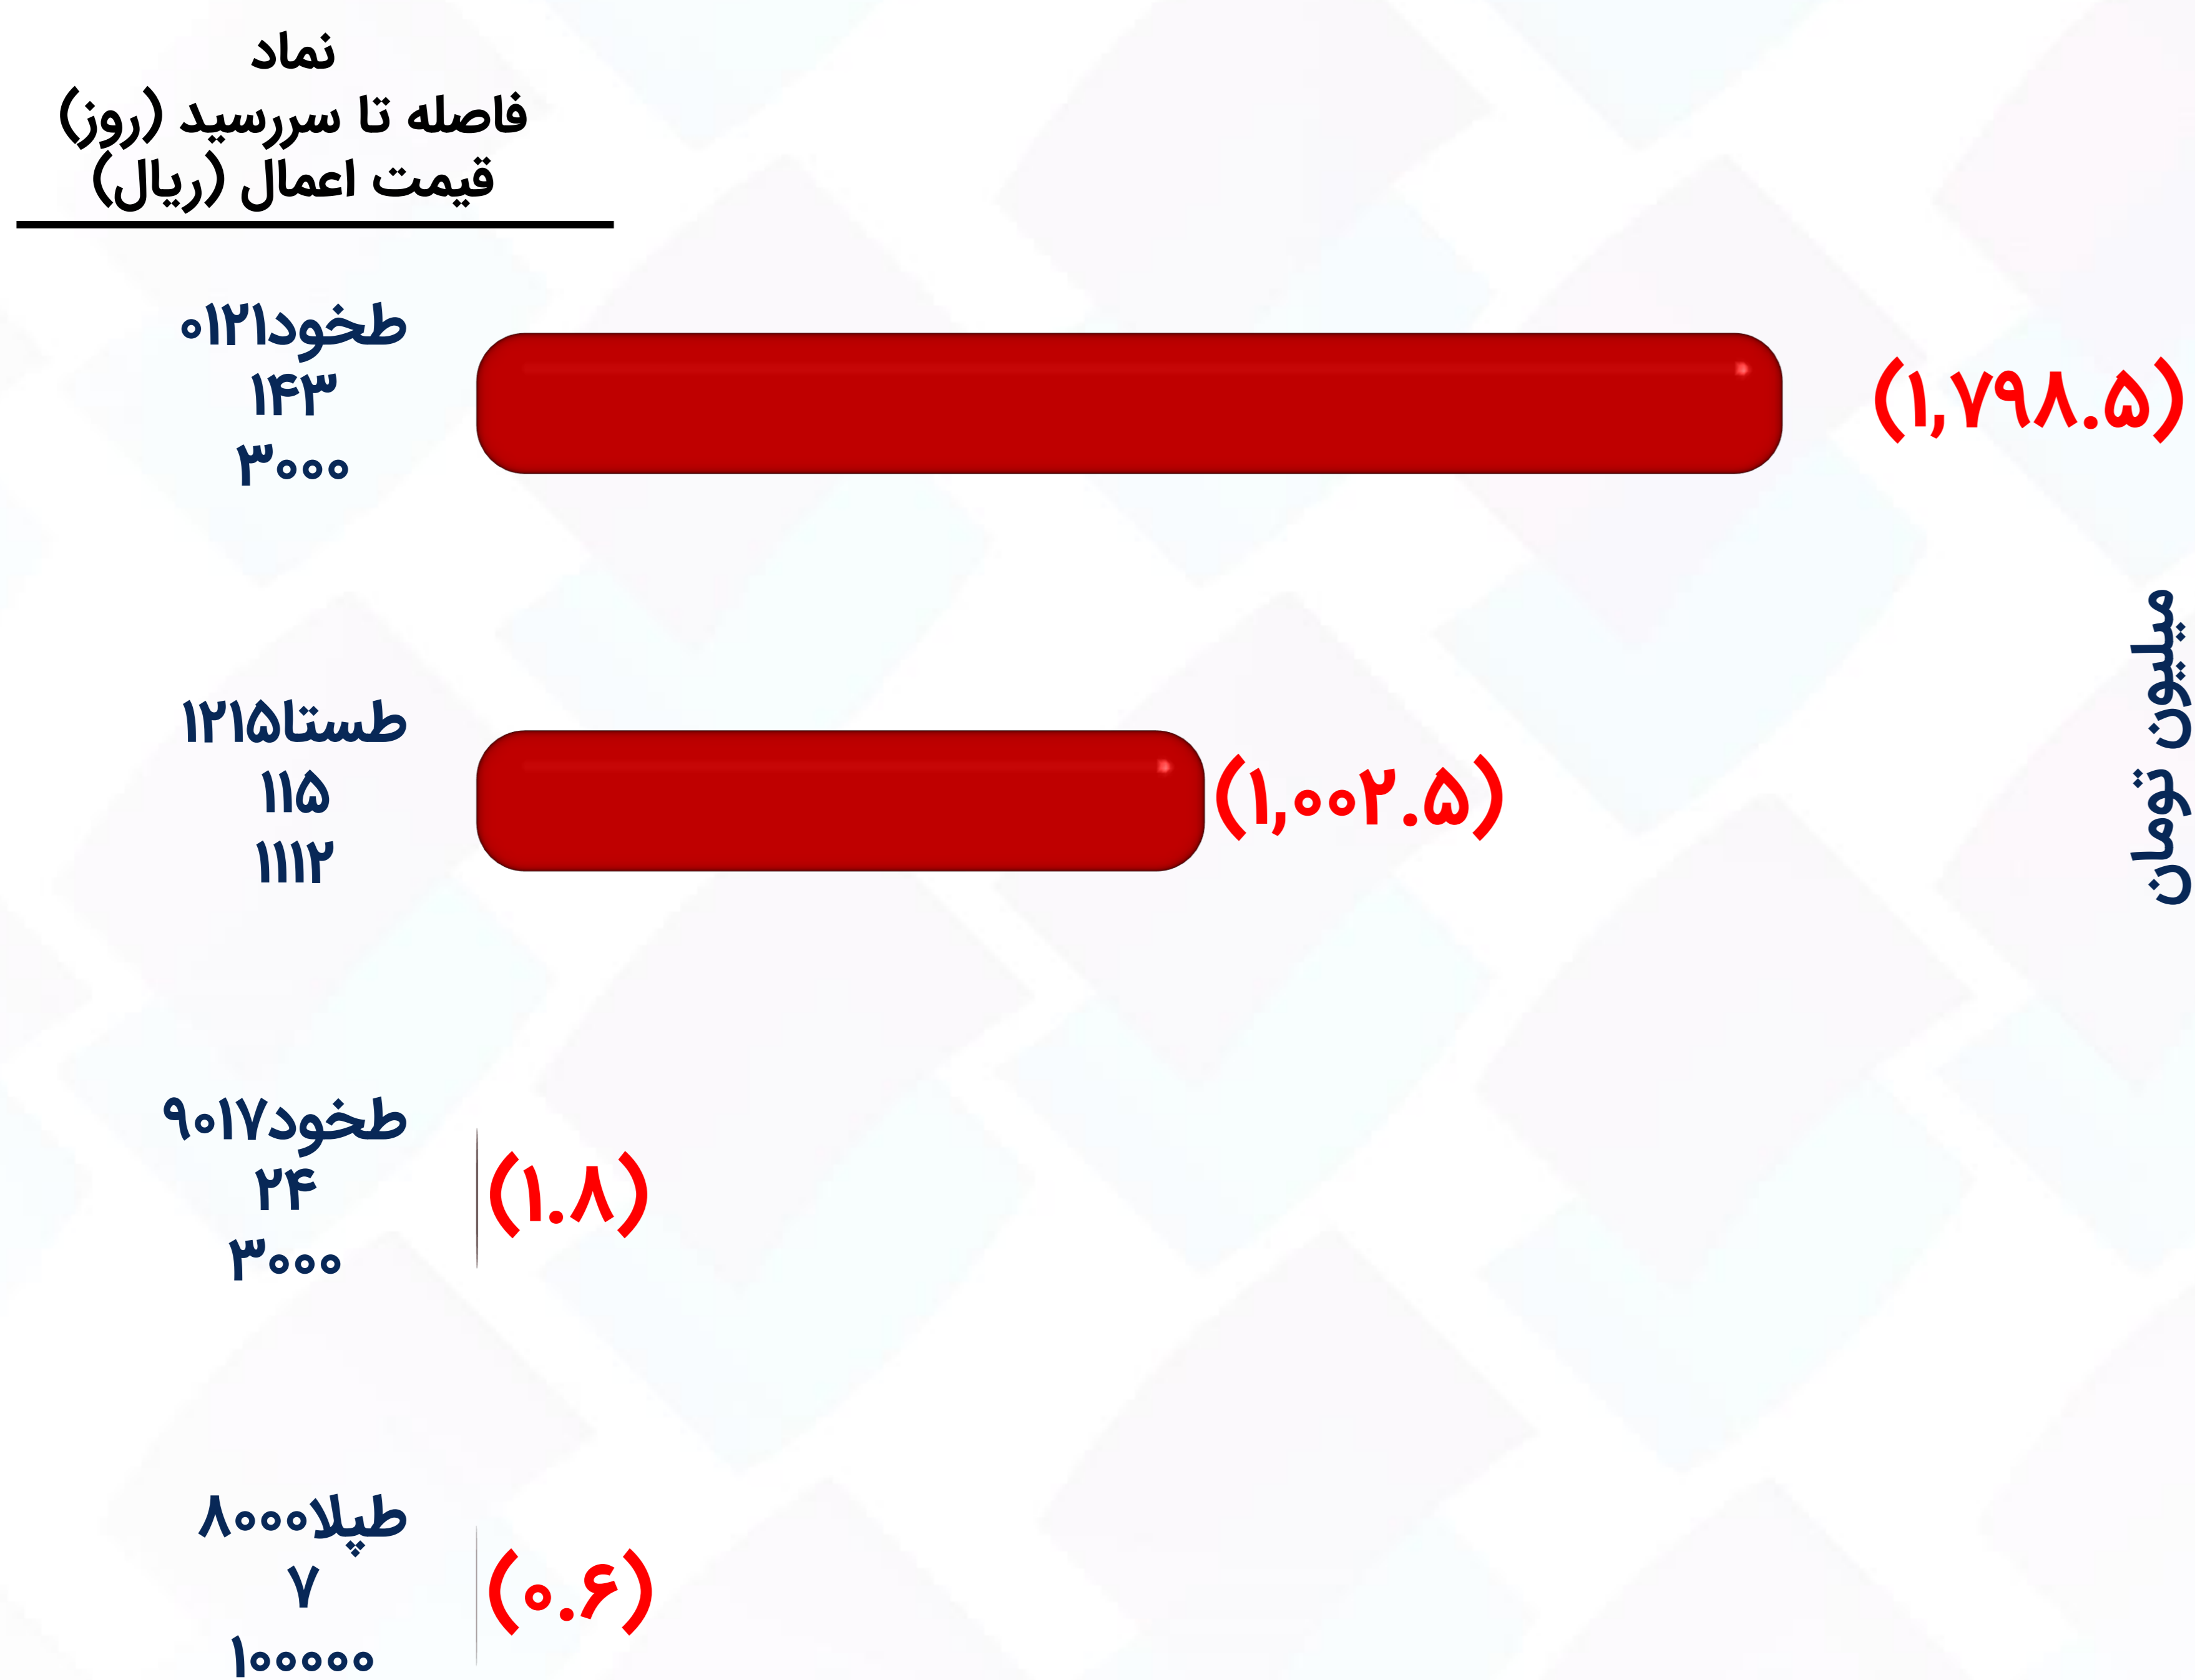 نماد
فاصله تا سررسید (روز)
قیمت اعمال (ریال)
طخود۰۱۲۱
۱۴۳
۳۰۰۰
(۱,۷۹۸.۵)
طستا۱۲۱۵
۱۱۵
۱۱۱۲
(۱,۰۰۲.۵)
طخود۹۰۱۷
۲۴
۳۰۰۰
(۱.۸)
طپلا۸۰۰۰
۷
۱۰۰۰۰۰
(۰.۶)
میلیون تومان